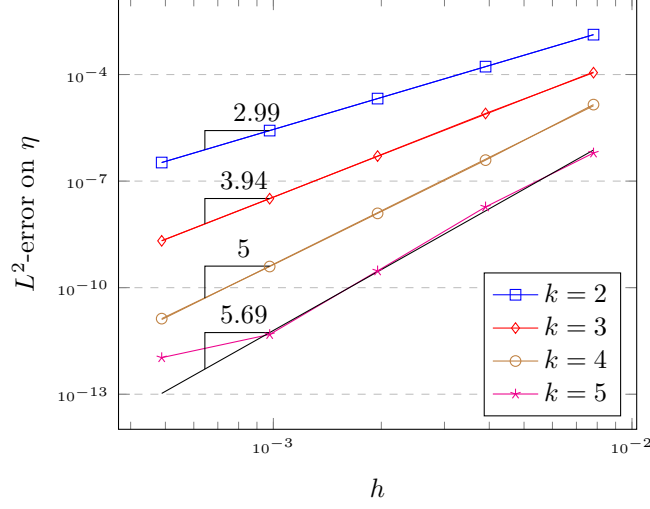 10⁻⁴
10⁻⁷
10⁻¹⁰
10⁻¹³
L²-error on η
2.99
3.94
5
5.69
k = 2
k = 3
k = 4
k = 5
10⁻³
10⁻²
h